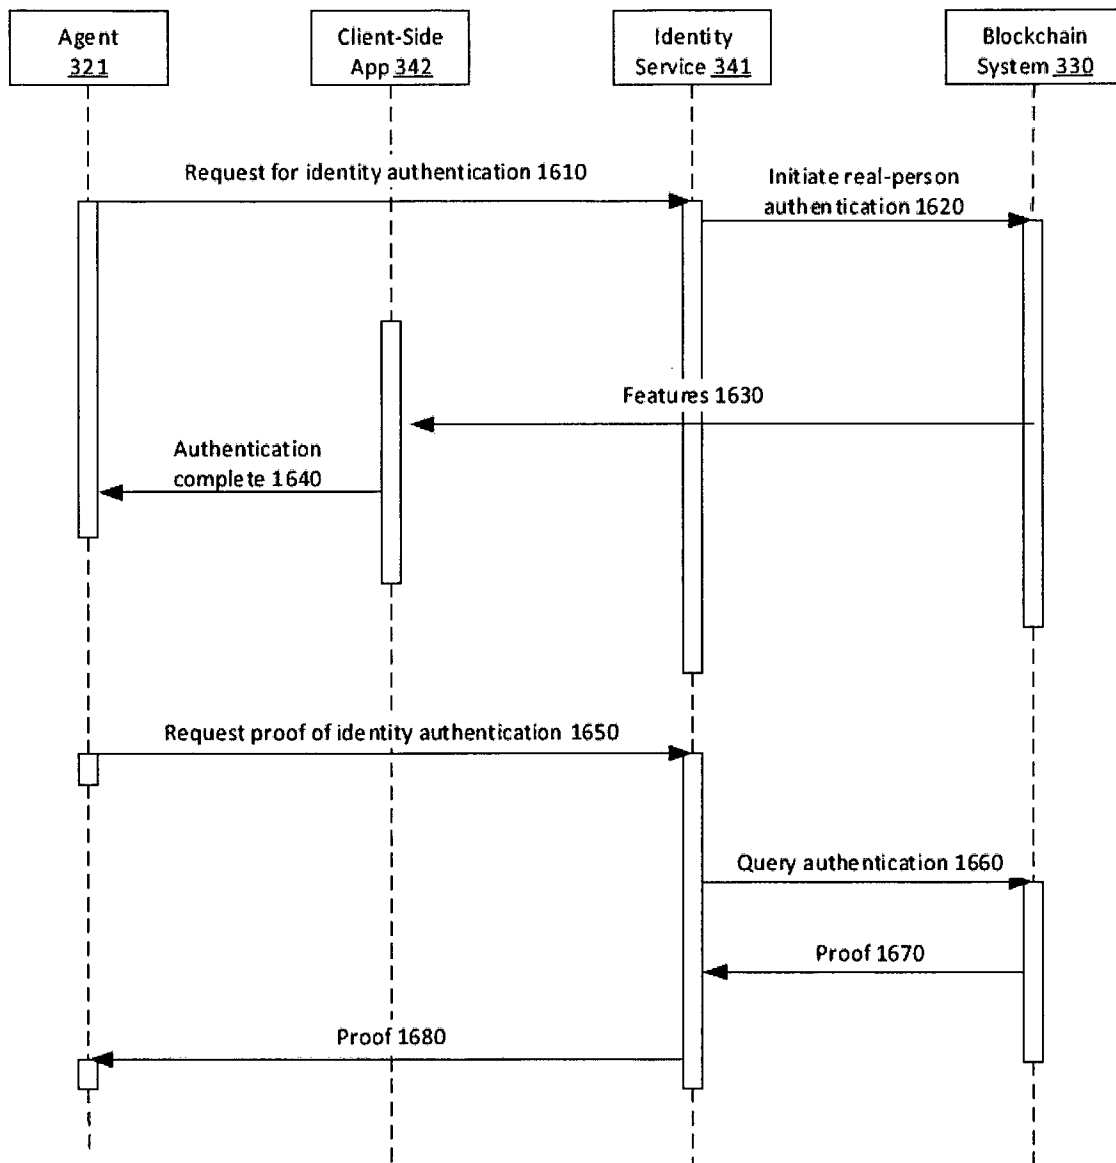 Agent
321
Client-Side
App 342
Identity
Service 341
Blockchain
System 330
Request for identity authentication 1610
Initiate real-person
authentication 1620
Features 1630
Authentication
complete 1640
Request proof of identity authentication 1650
Query authentication 1660
Proof 1670
Proof 1680